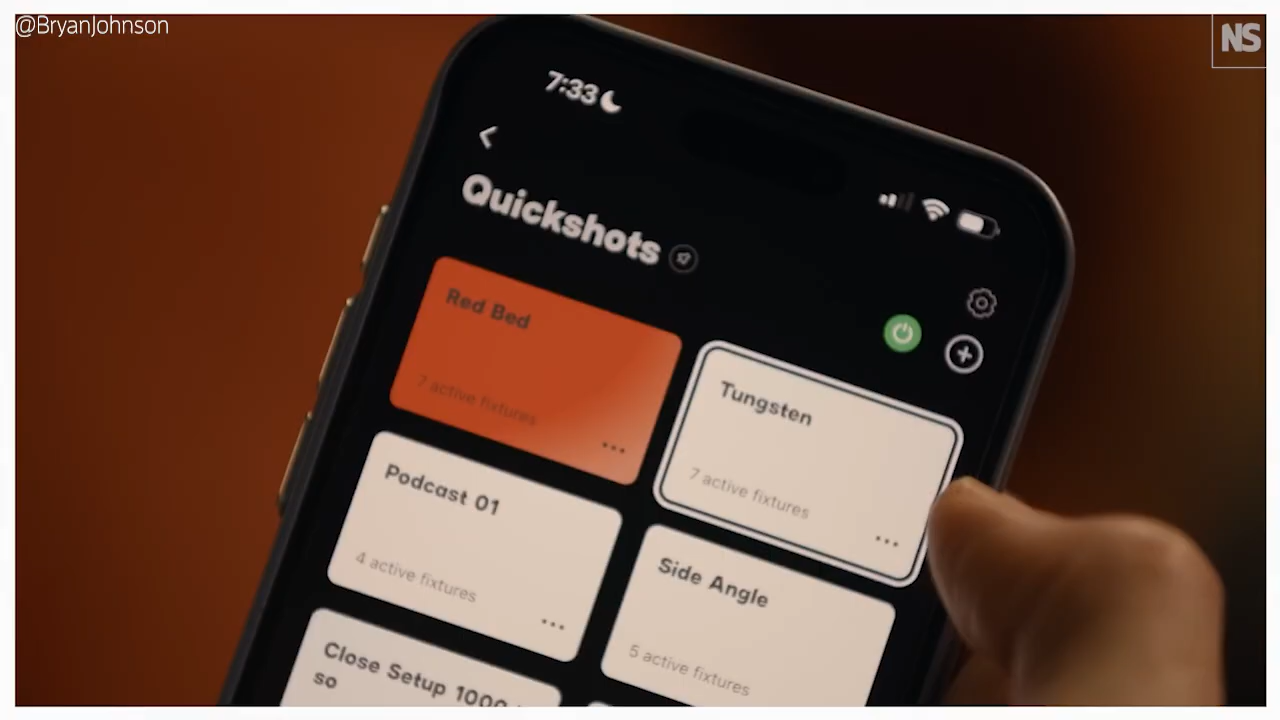 @BryanJohnson
NS
7:33
Quickshots
Red Bed
7 active fixtures
Tungsten
7 active fixtures
Podcast 01
4 active fixtures
Side Angle
5 active fixtures
Close Setup
so